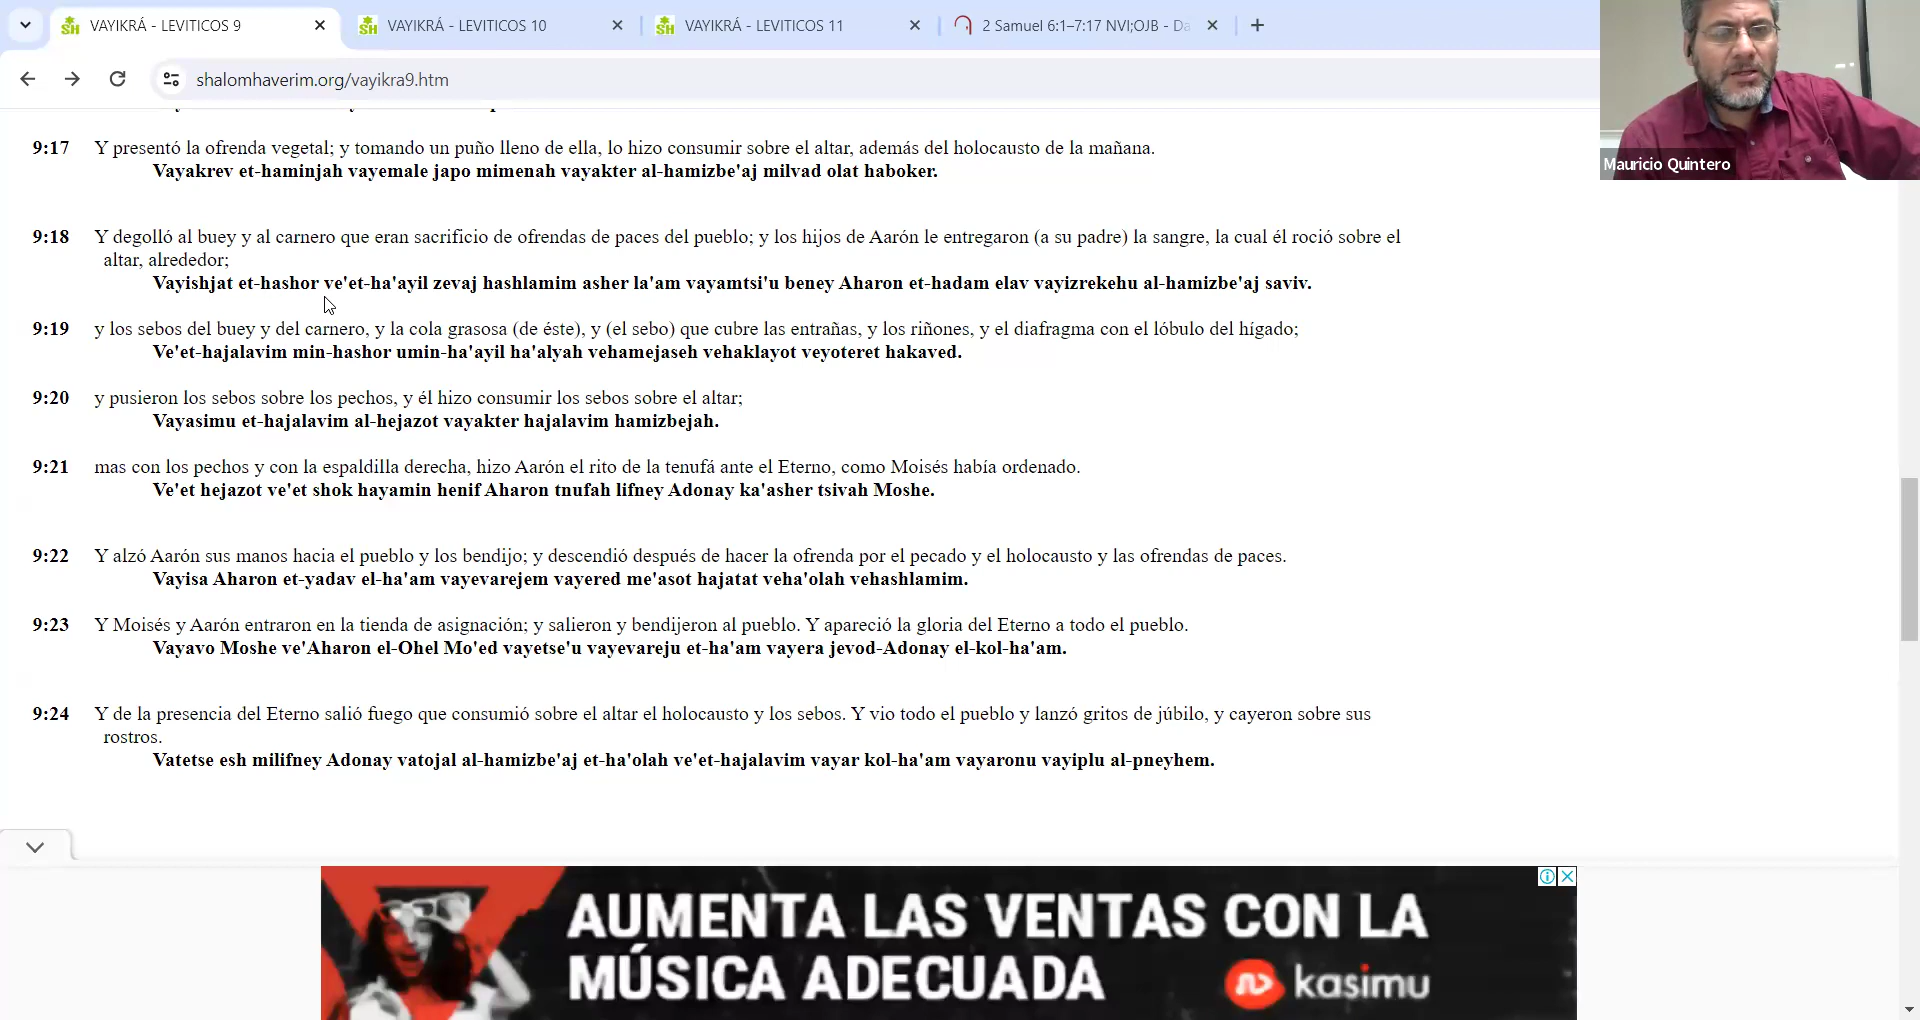 VAYIKRÁ - LEVITICOS 9
VAYIKRÁ - LEVITICOS 10
VAYIKRÁ - LEVITICOS 11
2 Samuel 6:1–7:17 NVI;OJB - Da
shalomhaverim.org/vayikra9.htm
Mauricio Quintero
9:17 Y presentó la ofrenda vegetal; y tomando un puño lleno de ella, lo hizo consumir sobre el altar, además del holocausto de la mañana.
Vayakrev et-haminjah vayemale japo mimenah vayakter al-hamizbe'aj milvad olat haboker.
9:18 Y degolló al buey y al carnero que eran sacrificio de ofrendas de paces del pueblo; y los hijos de Aarón le entregaron (a su padre) la sangre, la cual él roció sobre el
altar, alrededor;
Vayishjat et-hashor ve'et-ha'ayil zevaj hashlamim asher la'am vayamtsi'u beney Aharon et-hadam elav vayizrekehu al-hamizbe'aj saviv.
9:19 y los sebos del buey y del carnero, y la cola grasosa (de éste), y (el sebo) que cubre las entrañas, y los riñones, y el diafragma con el lóbulo del hígado;
Ve'et-hajalavim min-hashor umin-ha'ayil ha'alyah vehamejaseh vehaklayot veyoteret hakaved.
9:20 y pusieron los sebos sobre los pechos, y él hizo consumir los sebos sobre el altar;
Vayasimu et-hajalavim al-hejazot vayakter hajalavim hamizbejah.
9:21 mas con los pechos y con la espaldilla derecha, hizo Aarón el rito de la tenufá ante el Eterno, como Moisés había ordenado.
Ve'et hejazot ve'et shok hayamin henif Aharon tnufah lifney Adonay ka'asher tsivah Moshe.
9:22 Y alzó Aarón sus manos hacia el pueblo y los bendijo; y descendió después de hacer la ofrenda por el pecado y el holocausto y las ofrendas de paces.
Vayisa Aharon et-yadav el-ha'am vayevarejem vayered me'asot hajatat veha'olah vehashlamim.
9:23 Y Moisés y Aarón entraron en la tienda de asignación; y salieron y bendijeron al pueblo. Y apareció la gloria del Eterno a todo el pueblo.
Vayavo Moshe ve'Aharon el-Ohel Mo'ed vayetse'u vayevareju et-ha'am vayera jevod-Adonay el-kol-ha'am.
9:24 Y de la presencia del Eterno salió fuego que consumió sobre el altar el holocausto y los sebos. Y vio todo el pueblo y lanzó gritos de júbilo, y cayeron sobre sus
rostros.
Vatetse esh milifney Adonay vatojal al-hamizbe'aj et-ha'olah ve'et-hajalavim vayar kol-ha'am vayaronu vayiplu al-pneyhem.
AUMENTA LAS VENTAS CON LA
MÚSICA ADECUADA
kasimu